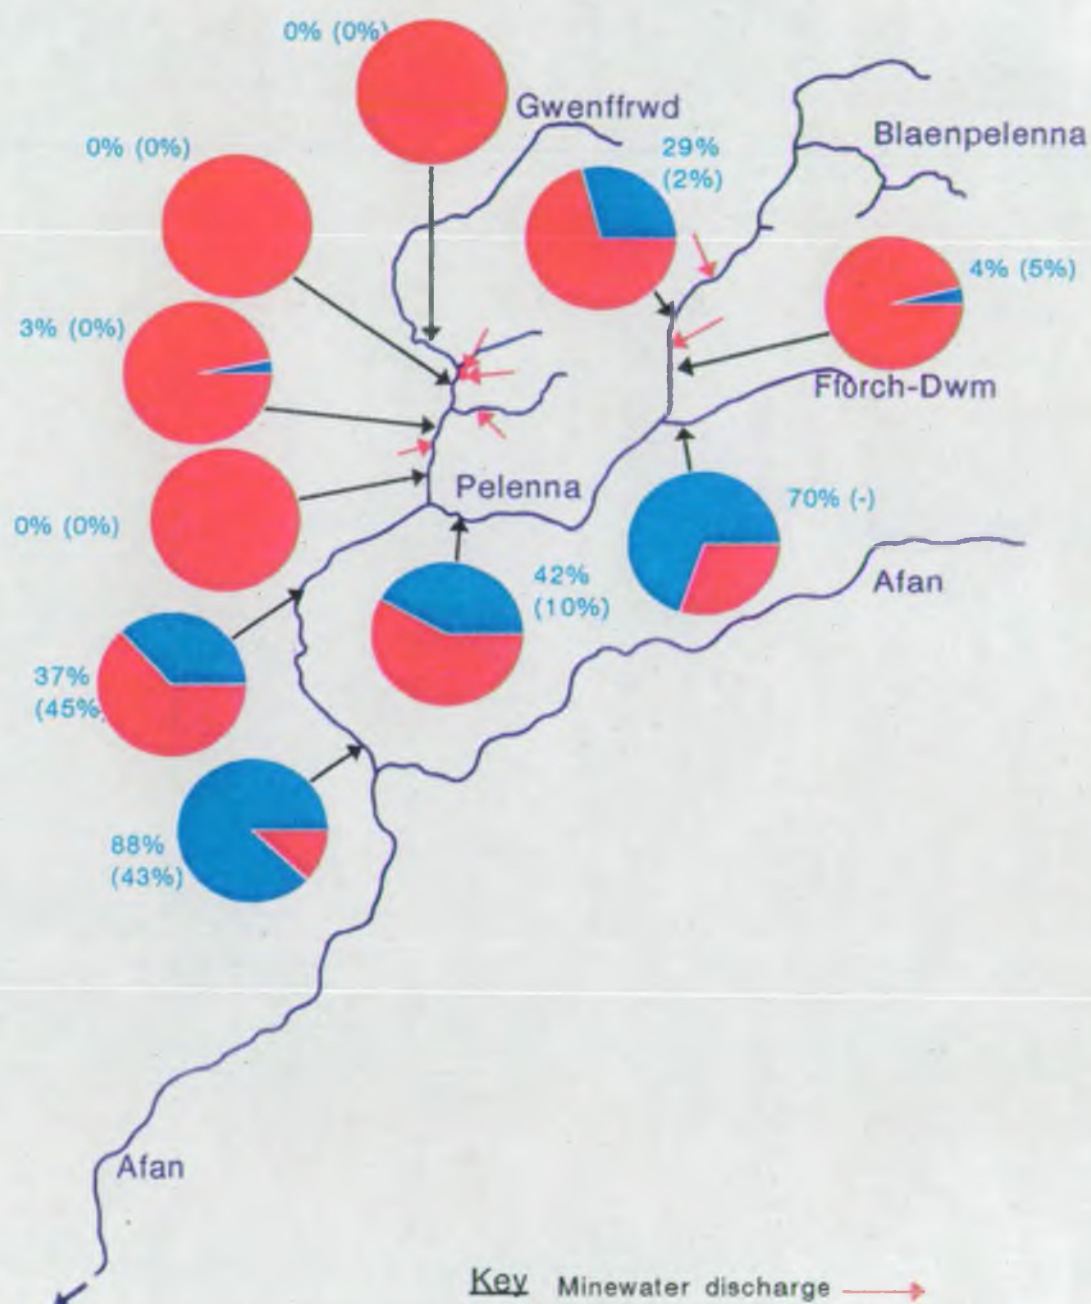 0% (0%)
Gwenffrwd
Blaenpelenna
0% (0%)
29%
(2%)
4% (5%)
3% (0%)
Fforch-Dwm
Pelenna
70% (-)
0% (0%)
42%
(10%)
Afan
37%
(45%)
88%
(43%)
Afan
Key Minewater discharge